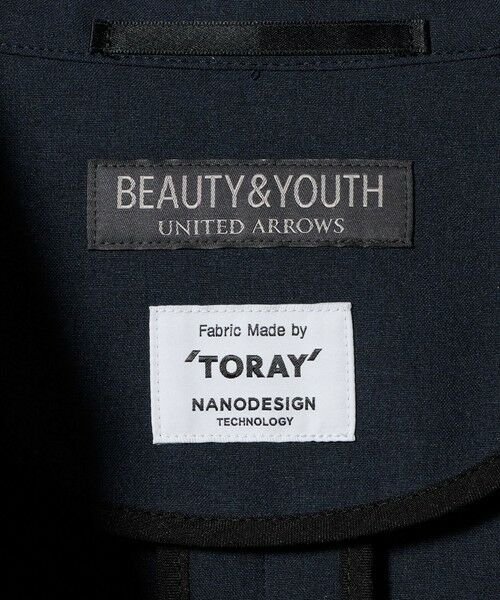 BEAUTY&YOUTH
UNITED ARROWS
Fabric Made by
'TORAY'
NANODESIGN
TECHNOLOGY